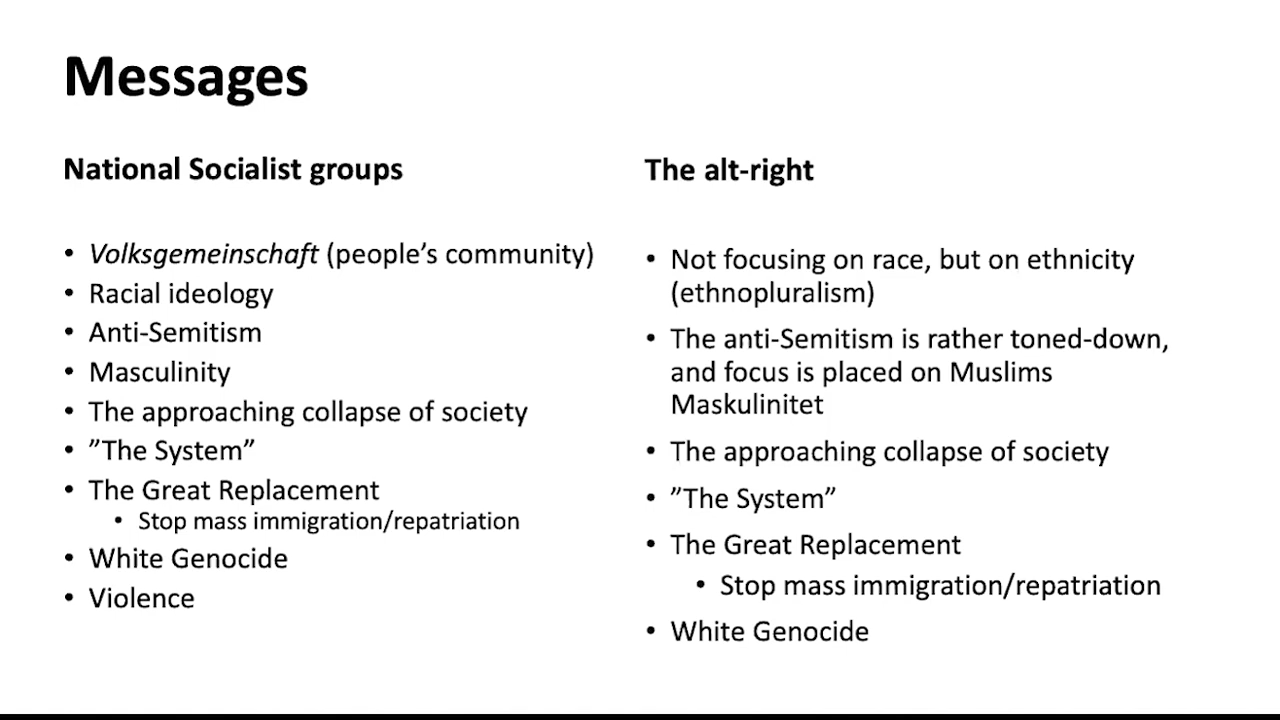 Messages
National Socialist groups
• Volksgemeinschaft (people's community)
• Racial ideology
• Anti-Semitism
• Masculinity
• The approaching collapse of society
• ”The System”
• The Great Replacement
• Stop mass immigration/repatriation
• White Genocide
• Violence
The alt-right
• Not focusing on race, but on ethnicity
(ethnopluralism)
• The anti-Semitism is rather toned-down,
and focus is placed on Muslims
Maskulinitet
• The approaching collapse of society
• ”The System”
• The Great Replacement
• Stop mass immigration/repatriation
• White Genocide